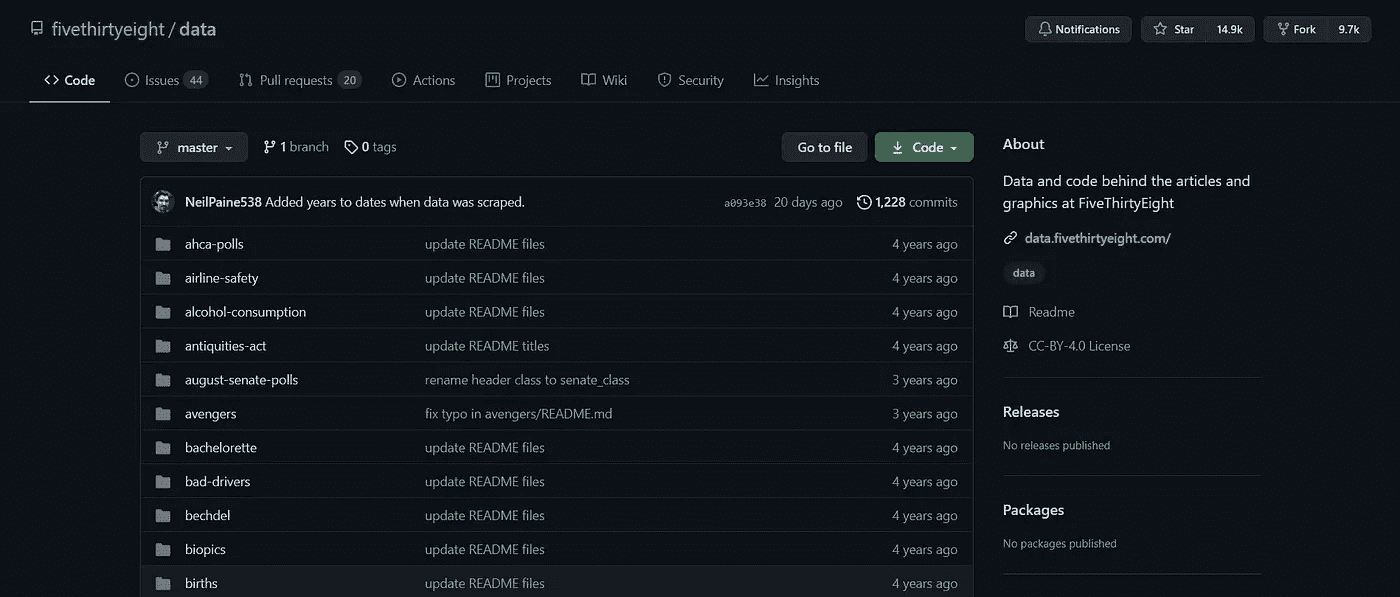 fivethirtyeight / data
Notifications Star 14.9k Fork 9.7k
Code Issues 44 Pull requests 20 Actions Projects Wiki Security Insights
master 1 branch 0 tags Go to file Code
NeilPaine538 Added years to dates when data was scraped. a093e38 20 days ago 1,228 commits
ahca-polls update README files 4 years ago
airline-safety update README files 4 years ago
alcohol-consumption update README files 4 years ago
antiquities-act update README titles 4 years ago
august-senate-polls rename header class to senate_class 3 years ago
avengers fix typo in avengers/README.md 3 years ago
bachelorette update README files 4 years ago
bad-drivers update README files 4 years ago
bechdel update README files 4 years ago
biopics update README files 4 years ago
births update README files 4 years ago
About
Data and code behind the articles and
graphics at FiveThirtyEight
data.fivethirtyeight.com/
data
Readme
CC-BY-4.0 License
Releases
No releases published
Packages
No packages published